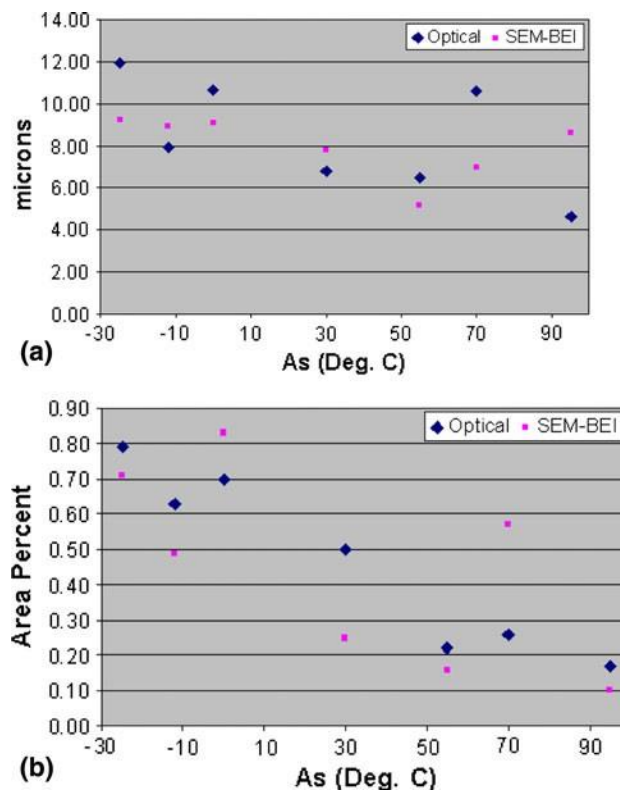 14.00
Optical SEM-BEI
12.00
10.00
8.00
6.00
4.00
2.00
0.00
microns
-30 -10 10 30 50 70 90
As (Deg. C)
(a)
0.90
Optical SEM-BEI
0.80
0.70
0.60
0.50
0.40
0.30
0.20
0.10
0.00
Area Percent
-30 -10 10 30 50 70 90
As (Deg. C)
(b)